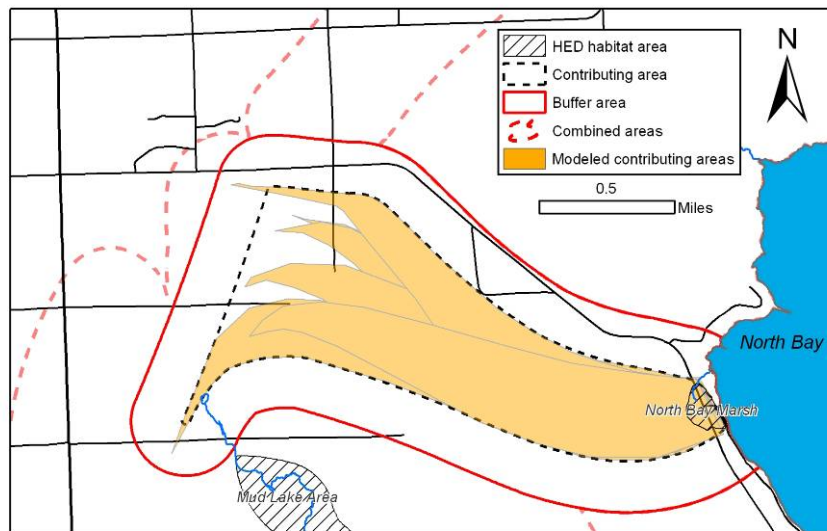 HED habitat area
Contributing area
Buffer area
Combined areas
Modeled contributing areas
N
0.5
Miles
North Bay
North Bay Marsh
Mud Lake Area